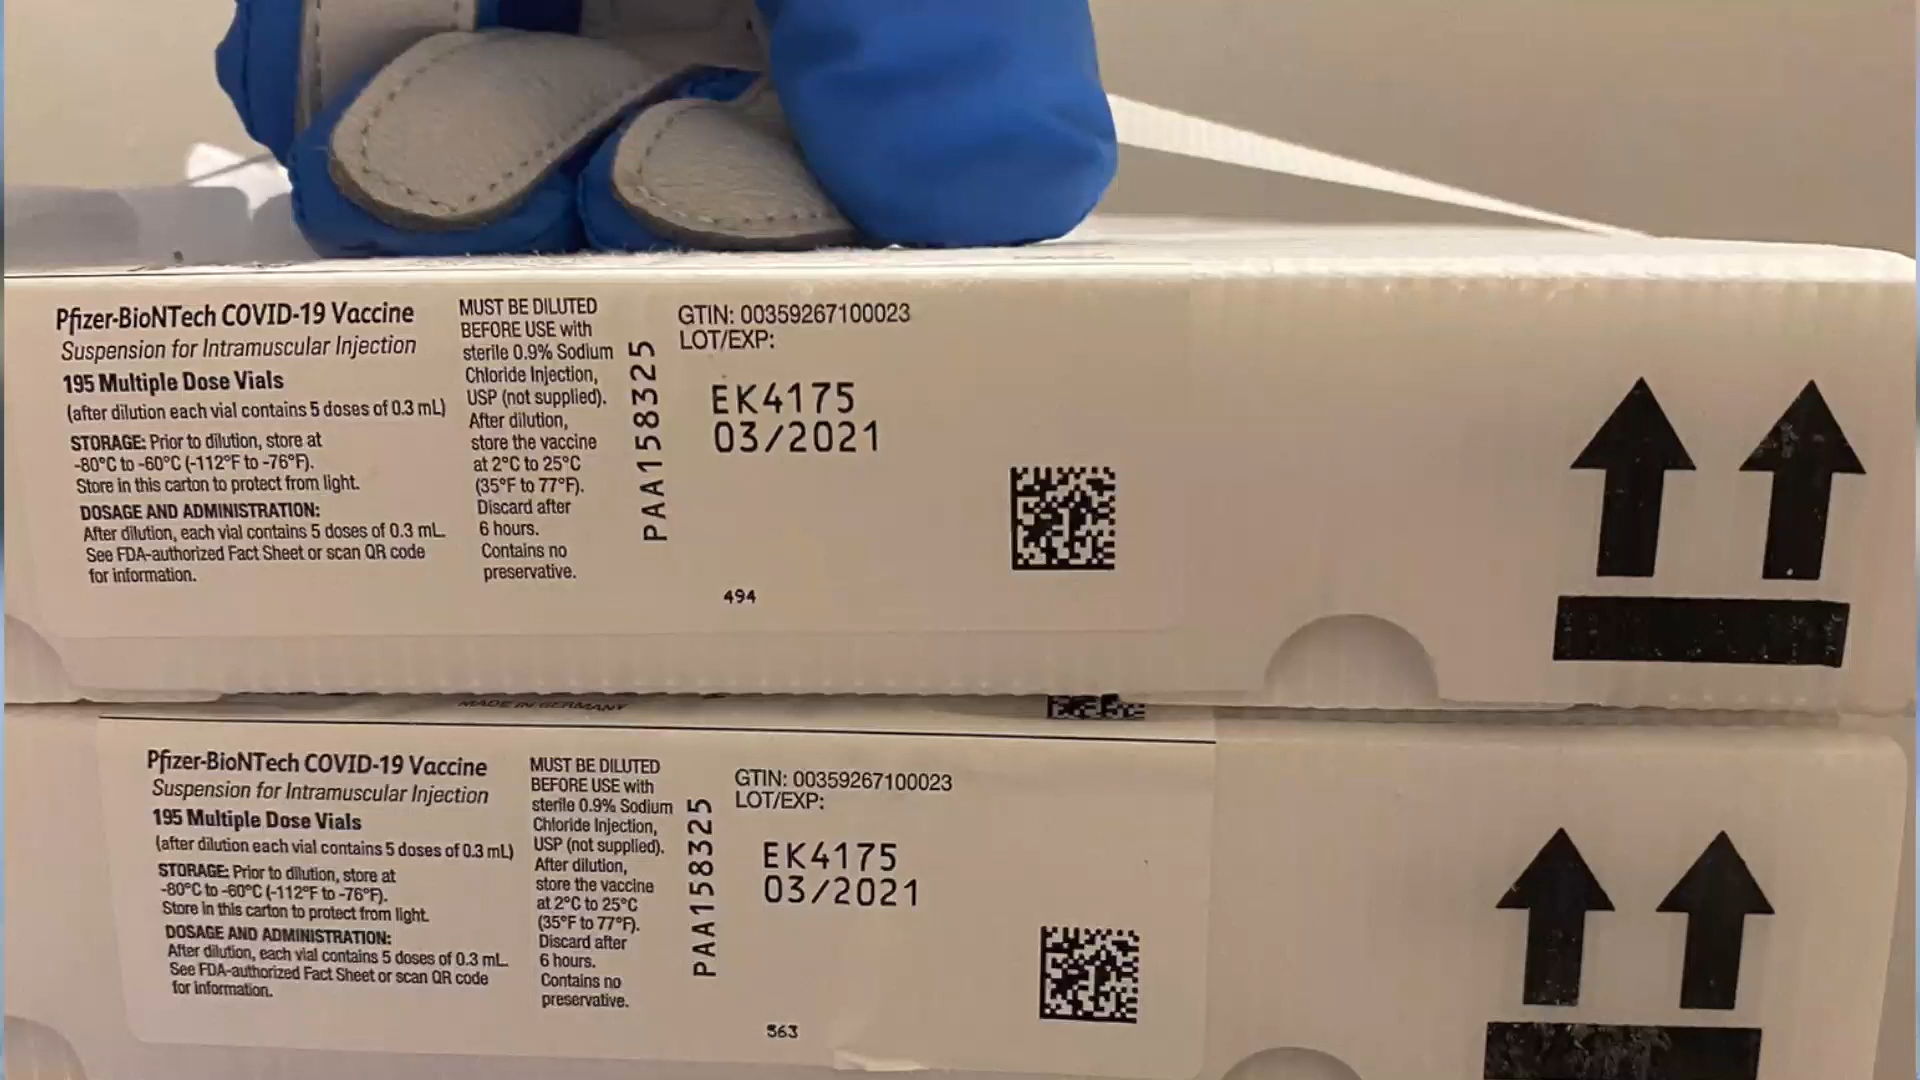 Pfizer-BioNTech COVID-19 Vaccine
Suspension for Intramuscular Injection
195 Multiple Dose Vials
(after dilution each vial contains 5 doses of 0.3 mL)
STORAGE: Prior to dilution, store at
-80°C to -60°C (-112°F to -76°F).
Store in this carton to protect from light.
DOSAGE AND ADMINISTRATION:
After dilution, each vial contains 5 doses of 0.3 mL.
See FDA-authorized Fact Sheet or scan QR code
for information.
MUST BE DILUTED
BEFORE USE with
sterile 0.9% Sodium
Chloride Injection,
USP (not supplied).
After dilution,
store the vaccine
at 2°C to 25°C
(35°F to 77°F).
Discard after
6 hours.
Contains no
preservative.
PAA158325
GTIN: 00359267100023
LOT/EXP:
EK4175
03/2021
494
MADE IN GERMANY
Pfizer-BioNTech COVID-19 Vaccine
Suspension for Intramuscular Injection
195 Multiple Dose Vials
(after dilution each vial contains 5 doses of 0.3 mL)
STORAGE: Prior to dilution, store at
-80°C to -60°C (-112°F to -76°F).
Store in this carton to protect from light.
DOSAGE AND ADMINISTRATION:
After dilution, each vial contains 5 doses of 0.3 mL.
See FDA-authorized Fact Sheet or scan QR code
for information.
MUST BE DILUTED
BEFORE USE with
sterile 0.9% Sodium
Chloride Injection,
USP (not supplied).
After dilution,
store the vaccine
at 2°C to 25°C
(35°F to 77°F).
Discard after
6 hours.
Contains no
preservative.
PAA158325
GTIN: 00359267100023
LOT/EXP:
EK4175
03/2021
563